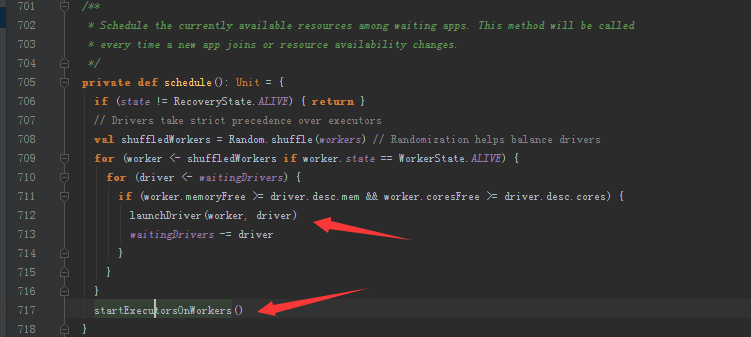 701 /**
702 * Schedule the currently available resources among waiting apps. This method will be called
703 * every time a new app joins or resource availability changes.
704 */
705 private def schedule(): Unit = {
706 if (state != RecoveryState.ALIVE) { return }
707 // Drivers take strict precedence over executors
708 val shuffledWorkers = Random.shuffle(workers) // Randomization helps balance drivers
709 for (worker <- shuffledWorkers if worker.state == WorkerState.ALIVE) {
710 for (driver <- waitingDrivers) {
711 if (worker.memoryFree >= driver.desc.mem && worker.coresFree >= driver.desc.cores) {
712 launchDriver(worker, driver)
713 waitingDrivers -= driver
714 }
715 }
716 }
717 startExecutorsOnWorkers()
718 }